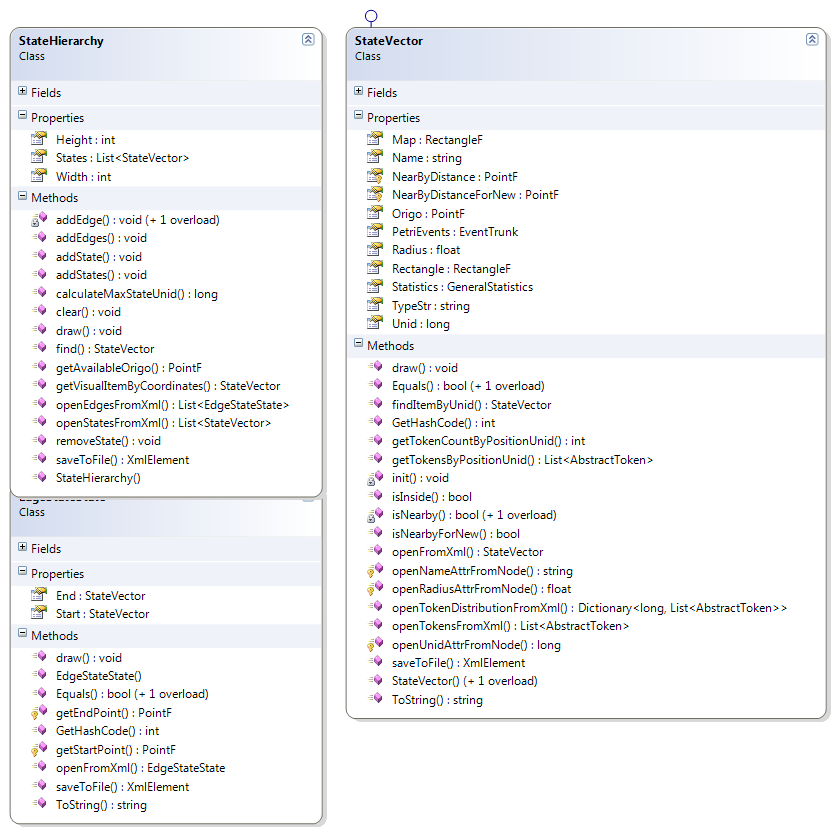 StateHierarchy
Class
Fields
Properties
Height : int
States : List<StateVector>
Width : int
Methods
addEdge() : void (+ 1 overload)
addEdges() : void
addState() : void
addStates() : void
calculateMaxStateUnid() : long
clear() : void
draw() : void
find() : StateVector
getAvailableOrigo() : PointF
getVisualItemByCoordinates() : StateVector
openEdgesFromXml() : List<EdgeStateState>
openStatesFromXml() : List<StateVector>
removeState() : void
saveToFile() : XmlElement
StateHierarchy()
Class
Fields
Properties
End : StateVector
Start : StateVector
Methods
draw() : void
EdgeStateState()
Equals() : bool (+ 1 overload)
getEndPoint() : PointF
GetHashCode() : int
getStartPoint() : PointF
openFromXml() : EdgeStateState
saveToFile() : XmlElement
ToString() : string
StateVector
Class
Fields
Properties
Map : RectangleF
Name : string
NearByDistance : PointF
NearByDistanceForNew : PointF
Origo : PointF
PetriEvents : EventTrunk
Radius : float
Rectangle : RectangleF
Statistics : GeneralStatistics
TypeStr : string
Unid : long
Methods
draw() : void
Equals() : bool (+ 1 overload)
findItemByUnid() : StateVector
GetHashCode() : int
getTokenCountByPositionUnid() : int
getTokensByPositionUnid() : List<AbstractToken>
init() : void
isInside() : bool
isNearby() : bool (+ 1 overload)
isNearbyForNew() : bool
openFromXml() : StateVector
openNameAttrFromNode() : string
openRadiusAttrFromNode() : float
openTokenDistributionFromXml() : Dictionary<long, List<AbstractToken>>
openTokensFromXml() : List<AbstractToken>
openUnidAttrFromNode() : long
saveToFile() : XmlElement
StateVector() (+ 1 overload)
ToString() : string